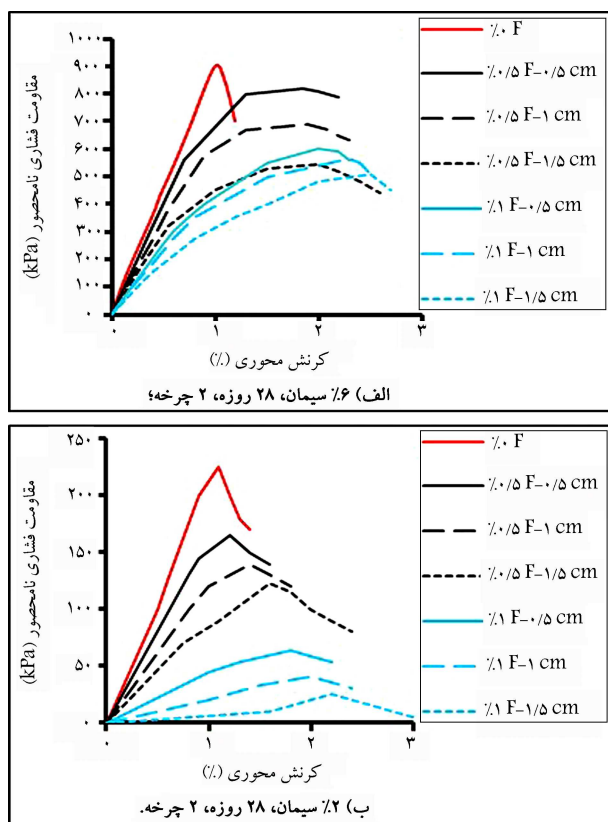 مقاومت فشاری نامحصور (kPa)
۱۰۰۰
۹۰۰
۸۰۰
۷۰۰
۶۰۰
۵۰۰
۴۰۰
۳۰۰
۲۰۰
۱۰۰
۰
۰ ۱ ۲ ۳
کرنش محوری (٪)
٪۰ F
٪۰/۵ F-۰/۵ cm
٪۰/۵ F-۱ cm
٪۰/۵ F-۱/۵ cm
٪۱ F-۰/۵ cm
٪۱ F-۱ cm
٪۱ F-۱/۵ cm
الف) ۶٪ سیمان، ۲۸ روزه، ۲ چرخه؛
مقاومت فشاری نامحصور (kPa)
۲۵۰
۲۰۰
۱۵۰
۱۰۰
۵۰
۰
۰ ۱ ۲ ۳
کرنش محوری (٪)
٪۰ F
٪۰/۵ F-۰/۵ cm
٪۰/۵ F-۱ cm
٪۰/۵ F-۱/۵ cm
٪۱ F-۰/۵ cm
٪۱ F-۱ cm
٪۱ F-۱/۵ cm
ب) ۲٪ سیمان، ۲۸ روزه، ۲ چرخه.